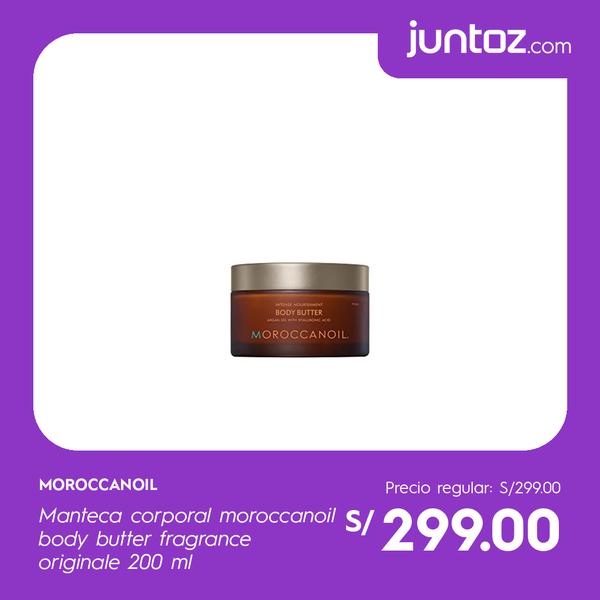 juntoz.com
INTENSE NOURISHMENT
BODY BUTTER
ARGAN OIL WITH HYALURONIC ACID
MOROCCANOIL.
MOROCCANOIL
Manteca corporal moroccanoil
body butter fragrance
originale 200 ml
Precio regular: S/299.00
S/ 299.00